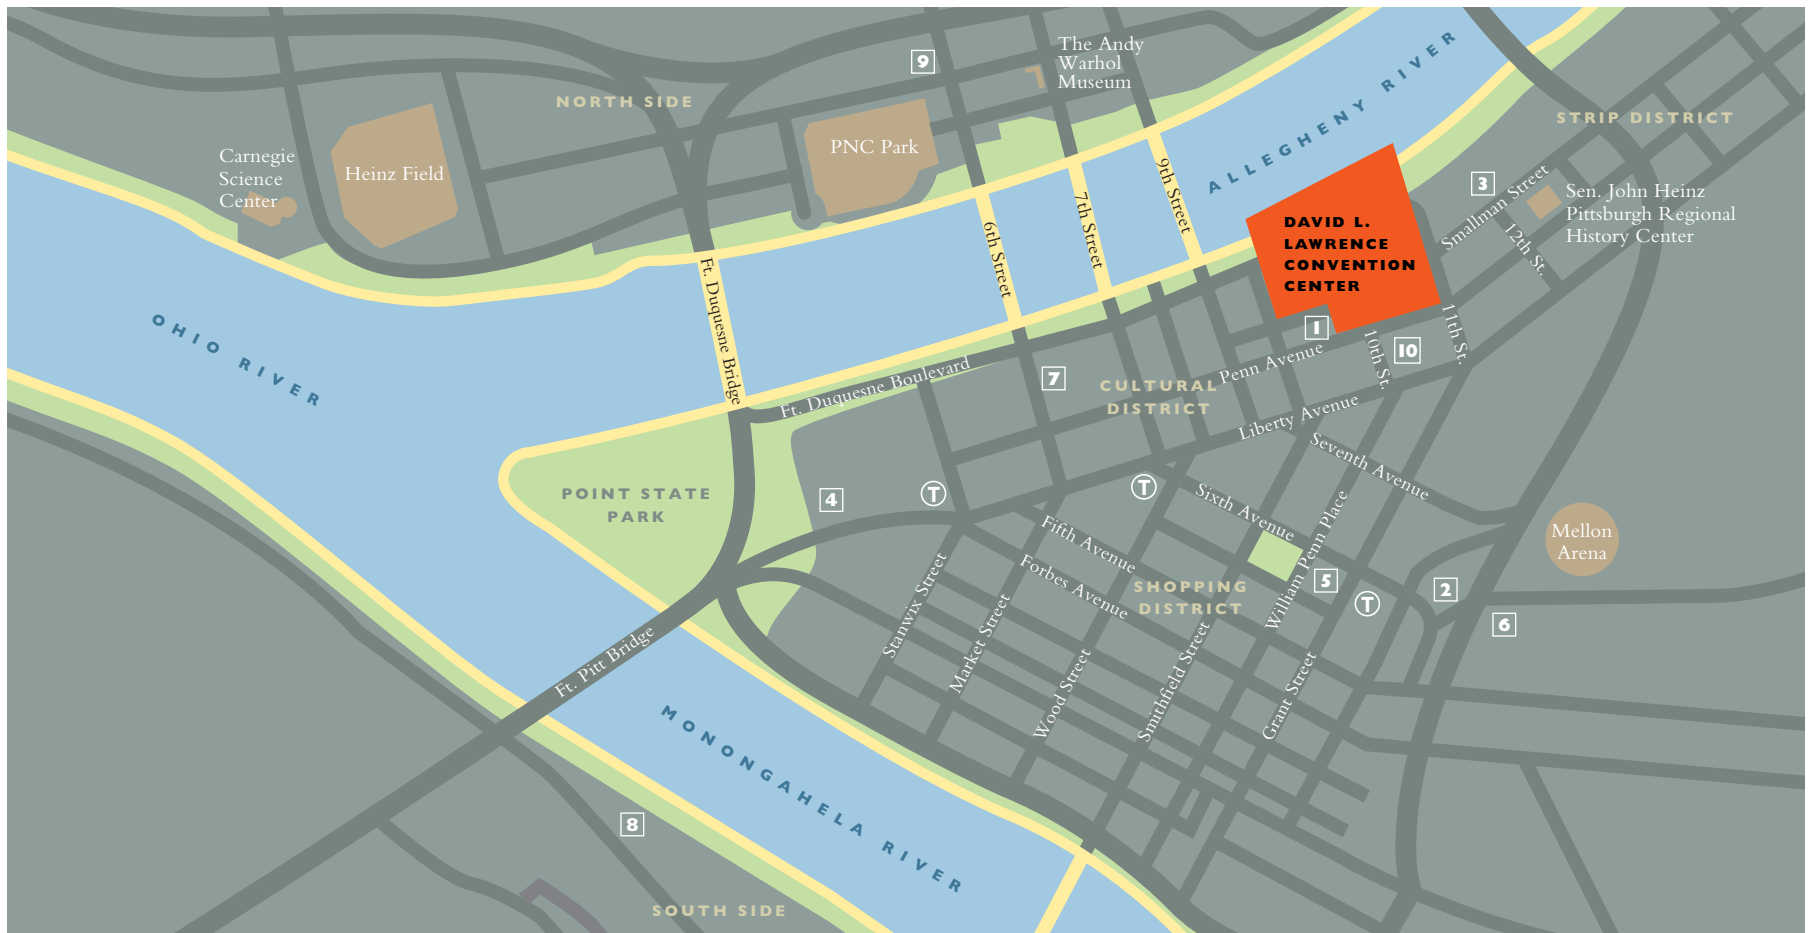 The Andy
Warhol
Museum
9
NORTH SIDE
ALLEGHENY RIVER
STRIP DISTRICT
Carnegie
Science
Center
Heinz Field
PNC Park
9th Street
7th Street
6th Street
3
Smallman Street
12th St.
Sen. John Heinz
Pittsburgh Regional
History Center
DAVID L.
LAWRENCE
CONVENTION
CENTER
Ft. Duquesne Bridge
OHIO RIVER
1
10
10th St.
11th St.
Penn Avenue
Ft. Duquesne Boulevard
7
CULTURAL
DISTRICT
Liberty Avenue
Seventh Avenue
POINT STATE
PARK
4
T
T
Sixth Avenue
Fifth Avenue
Forbes Avenue
William Penn Place
Mellon
Arena
SHOPPING
DISTRICT
5
T
2
6
Stanwix Street
Market Street
Wood Street
Smithfield Street
Grant Street
Ft. Pitt Bridge
MONONGAHELA RIVER
8
SOUTH SIDE